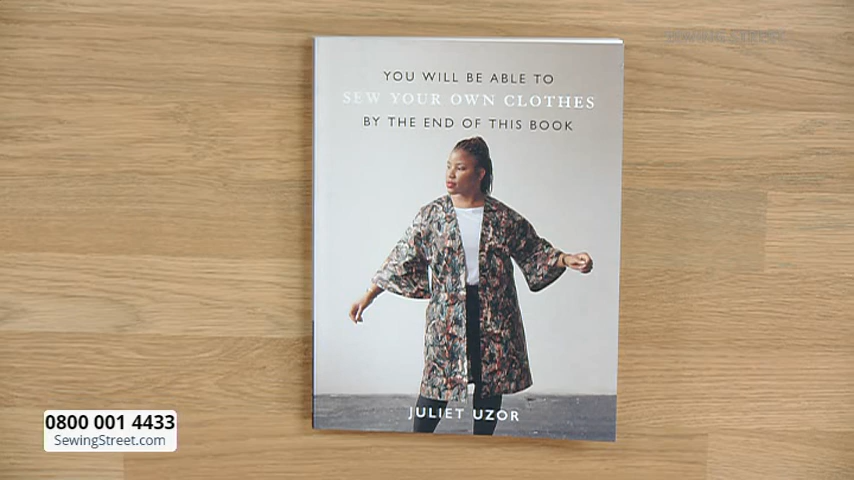 YOU WILL BE ABLE TO
SEW YOUR OWN CLOTHES
BY THE END OF THIS BOOK
JULIET UZOR
0800 001 4433
SewingStreet.com